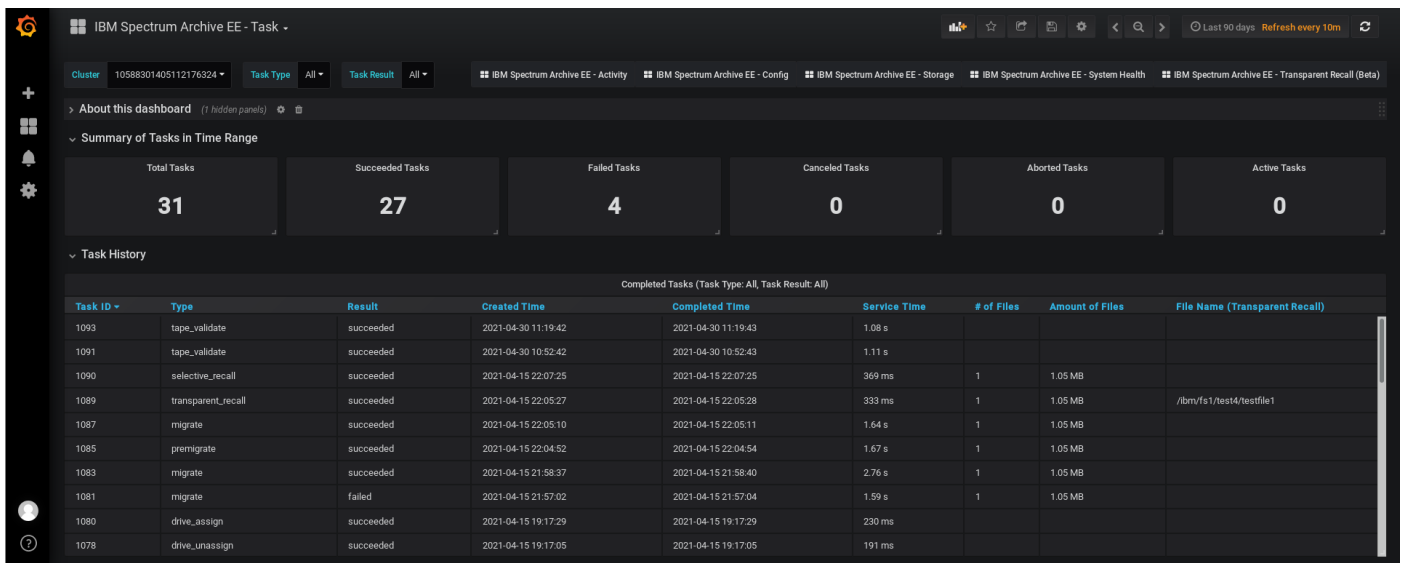 IBM Spectrum Archive EE - Task
Last 90 days Refresh every 10m
Cluster 10588301405112176324 Task Type All Task Result All IBM Spectrum Archive EE - Activity IBM Spectrum Archive EE - Config IBM Spectrum Archive EE - Storage IBM Spectrum Archive EE - System Health IBM Spectrum Archive EE - Transparent Recall (Beta)
About this dashboard (1 hidden panels)
Summary of Tasks in Time Range
Total Tasks Succeeded Tasks Failed Tasks Canceled Tasks Aborted Tasks Active Tasks
31 27 4 0 0 0
Task History
Completed Tasks (Task Type: All, Task Result: All)
Task ID Type Result Created Time Completed Time Service Time # of Files Amount of Files File Name (Transparent Recall)
1093 tape_validate succeeded 2021-04-30 11:19:42 2021-04-30 11:19:43 1.08 s
1091 tape_validate succeeded 2021-04-30 10:52:42 2021-04-30 10:52:43 1.11 s
1090 selective_recall succeeded 2021-04-15 22:07:25 2021-04-15 22:07:25 369 ms 1 1.05 MB
1089 transparent_recall succeeded 2021-04-15 22:05:27 2021-04-15 22:05:28 333 ms 1 1.05 MB /ibm/fs1/test4/testfile1
1087 migrate succeeded 2021-04-15 22:05:10 2021-04-15 22:05:11 1.64 s 1 1.05 MB
1085 premigrate succeeded 2021-04-15 22:04:52 2021-04-15 22:04:54 1.67 s 1 1.05 MB
1083 migrate succeeded 2021-04-15 21:58:37 2021-04-15 21:58:40 2.76 s 1 1.05 MB
1081 migrate failed 2021-04-15 21:57:02 2021-04-15 21:57:04 1.59 s 1 1.05 MB
1080 drive_assign succeeded 2021-04-15 19:17:29 2021-04-15 19:17:29 230 ms
1078 drive_unassign succeeded 2021-04-15 19:17:05 2021-04-15 19:17:05 191 ms